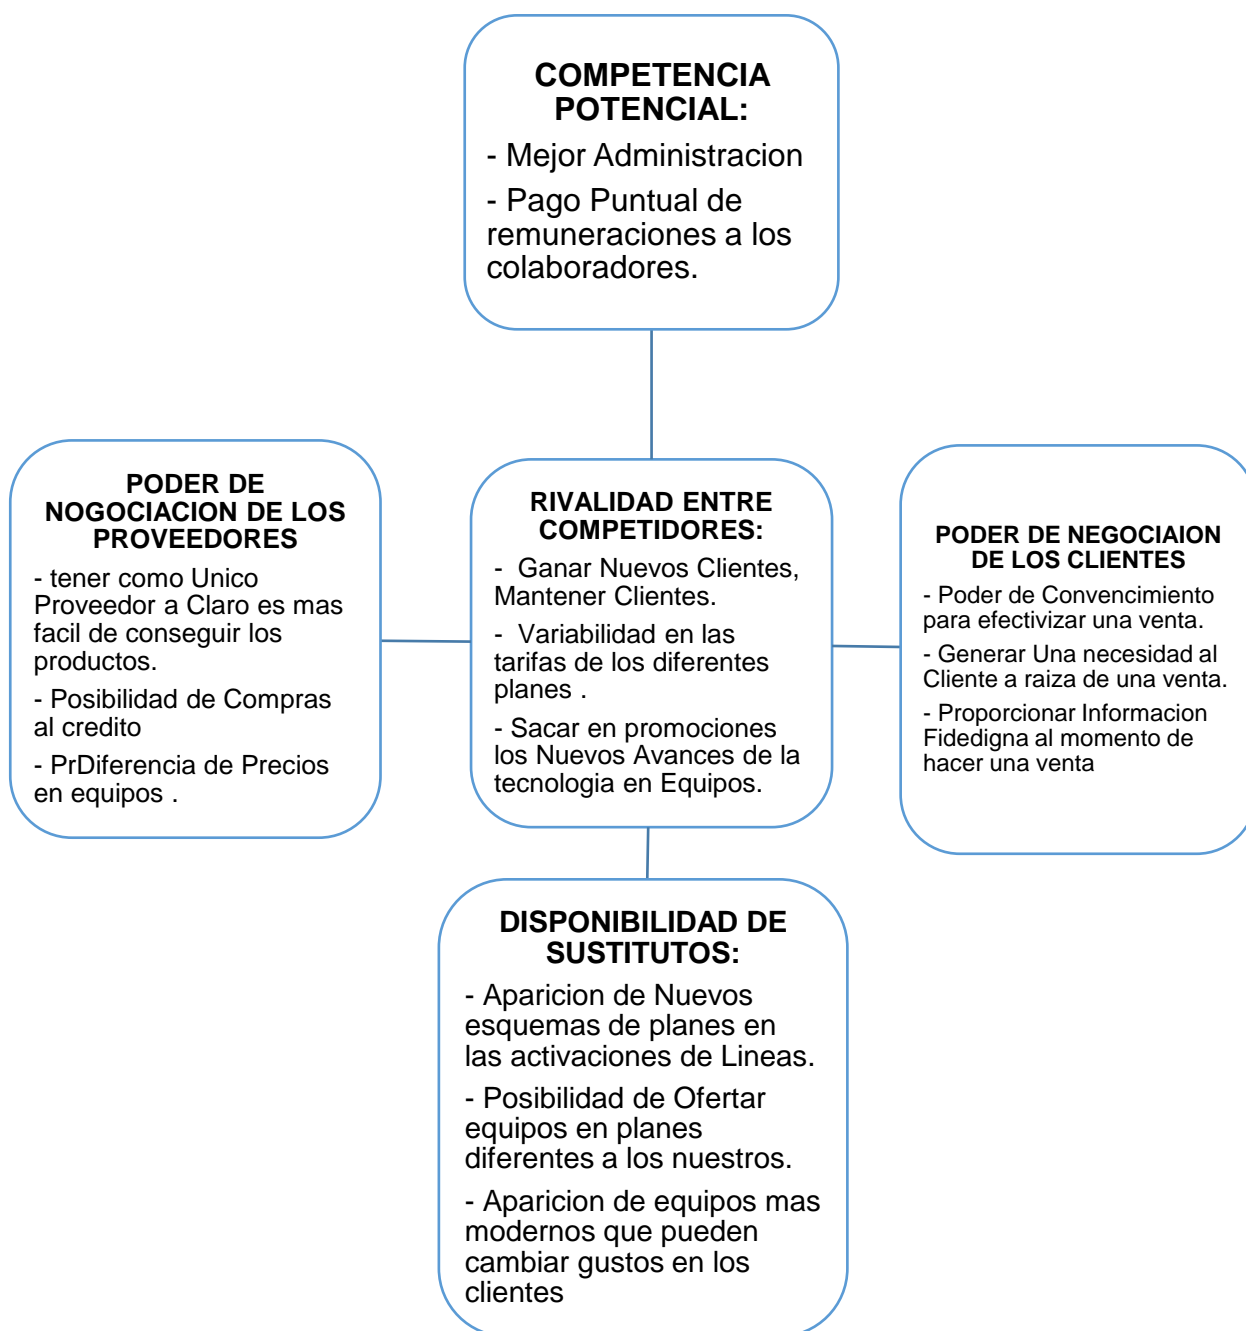 COMPETENCIA
POTENCIAL:
- Mejor Administracion
- Pago Puntual de
remuneraciones a los
colaboradores.
PODER DE
NOGOCIACION DE LOS
PROVEEDORES
- tener como Unico
Proveedor a Claro es mas
facil de conseguir los
productos.
- Posibilidad de Compras
al credito
- PrDiferencia de Precios
en equipos .
RIVALIDAD ENTRE
COMPETIDORES:
- Ganar Nuevos Clientes,
Mantener Clientes.
- Variabilidad en las
tarifas de los diferentes
planes .
- Sacar en promociones
los Nuevos Avances de la
tecnologia en Equipos.
PODER DE NEGOCIAION
DE LOS CLIENTES
- Poder de Convencimiento
para efectivizar una venta.
- Generar Una necesidad al
Cliente a raiza de una venta.
- Proporcionar Informacion
Fidedigna al momento de
hacer una venta
DISPONIBILIDAD DE
SUSTITUTOS:
- Aparicion de Nuevos
esquemas de planes en
las activaciones de Lineas.
- Posibilidad de Ofertar
equipos en planes
diferentes a los nuestros.
- Aparicion de equipos mas
modernos que pueden
cambiar gustos en los
clientes